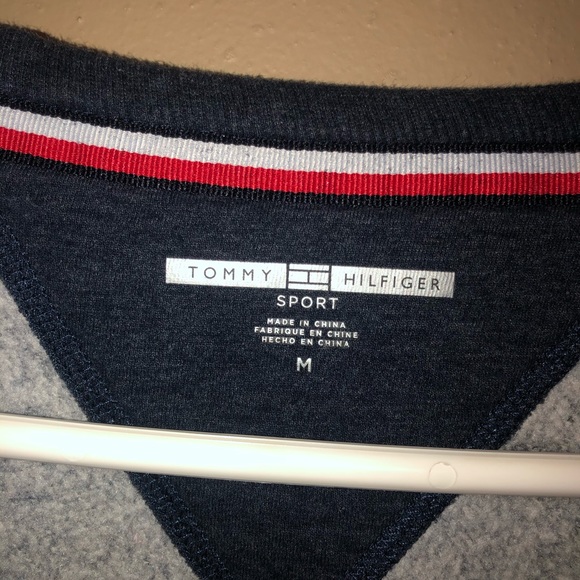 TOMMY HILFIGER
SPORT
MADE IN CHINA
FABRIQUE EN CHINE
HECHO EN CHINA
M